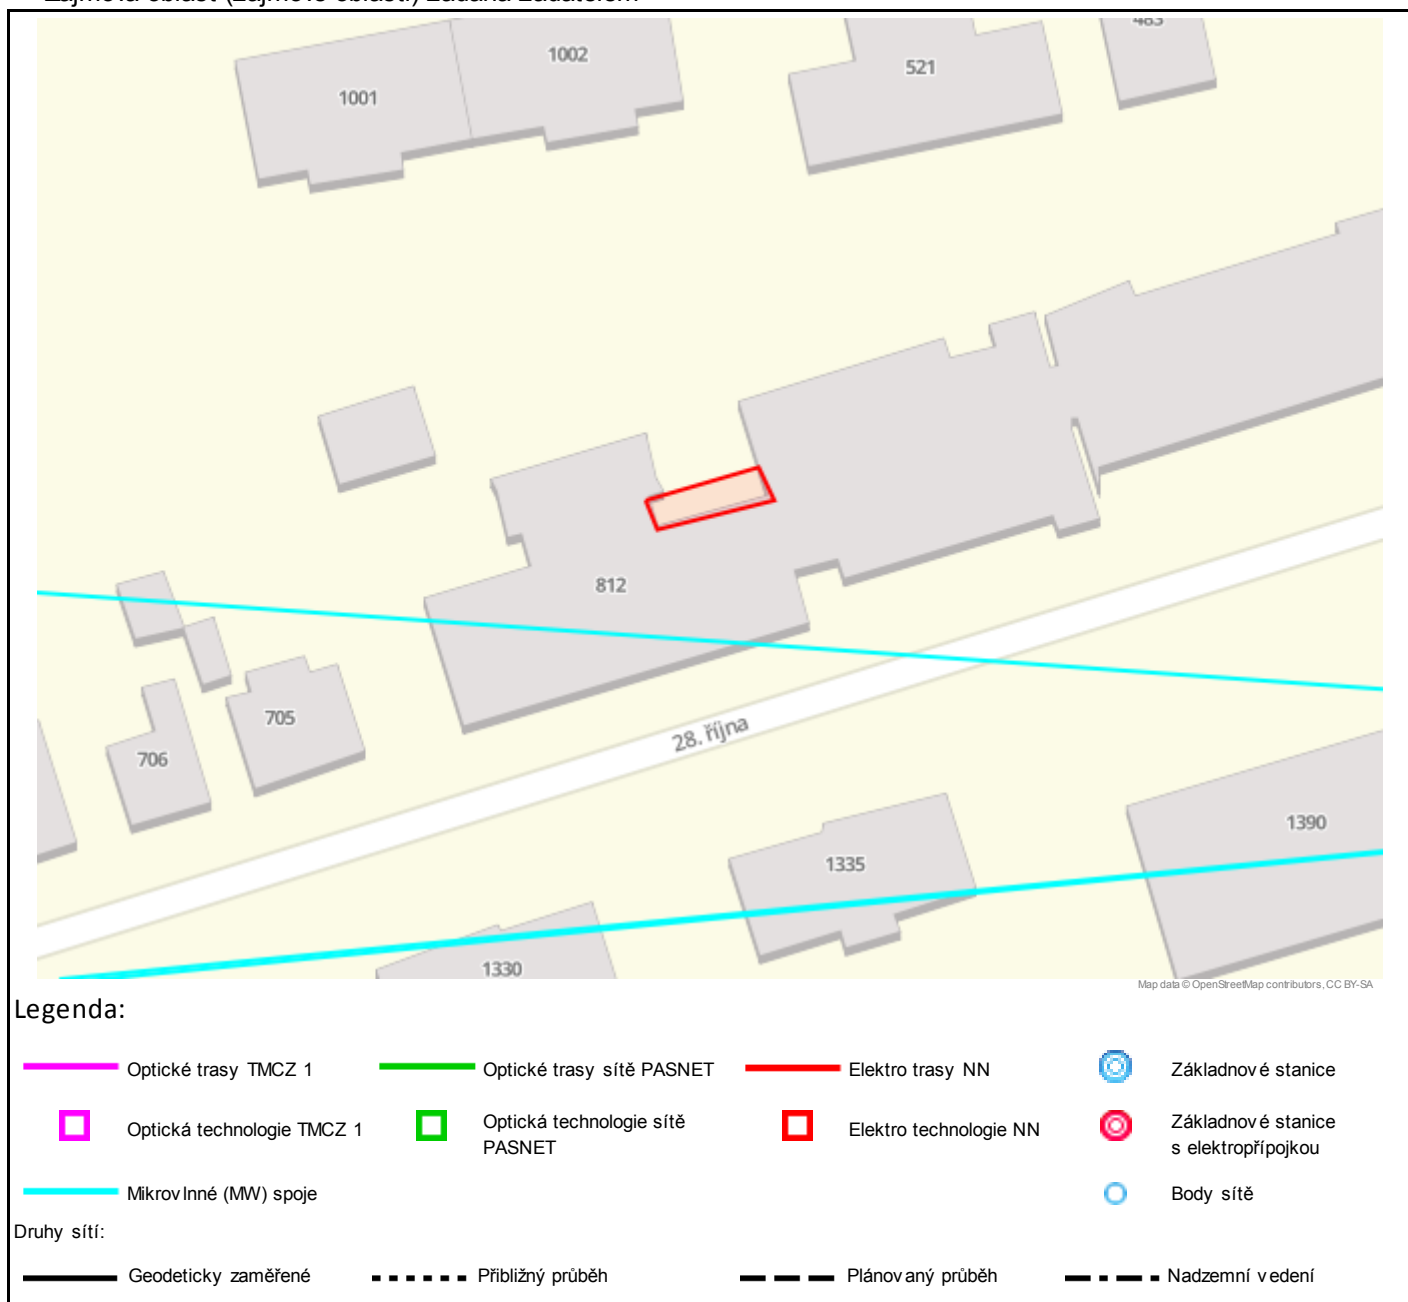 1002
483
521
1001
812
705
28. října
706
1390
1335
1330
Map data © OpenStreetMap contributors, CC BY-SA
Legenda:
Optické trasy TMCZ 1
Optické trasy sítě PASNET
Elektro trasy NN
Základnové stanice
Optická technologie TMCZ 1
Optická technologie sítě
PASNET
Elektro technologie NN
Základnové stanice
s elektropřípojkou
Mikrovlnné (MW) spoje
Body sítě
Druhy sítí:
Geodeticky zaměřené
Přibližný průběh
Plánovaný průběh
Nadzemní vedení